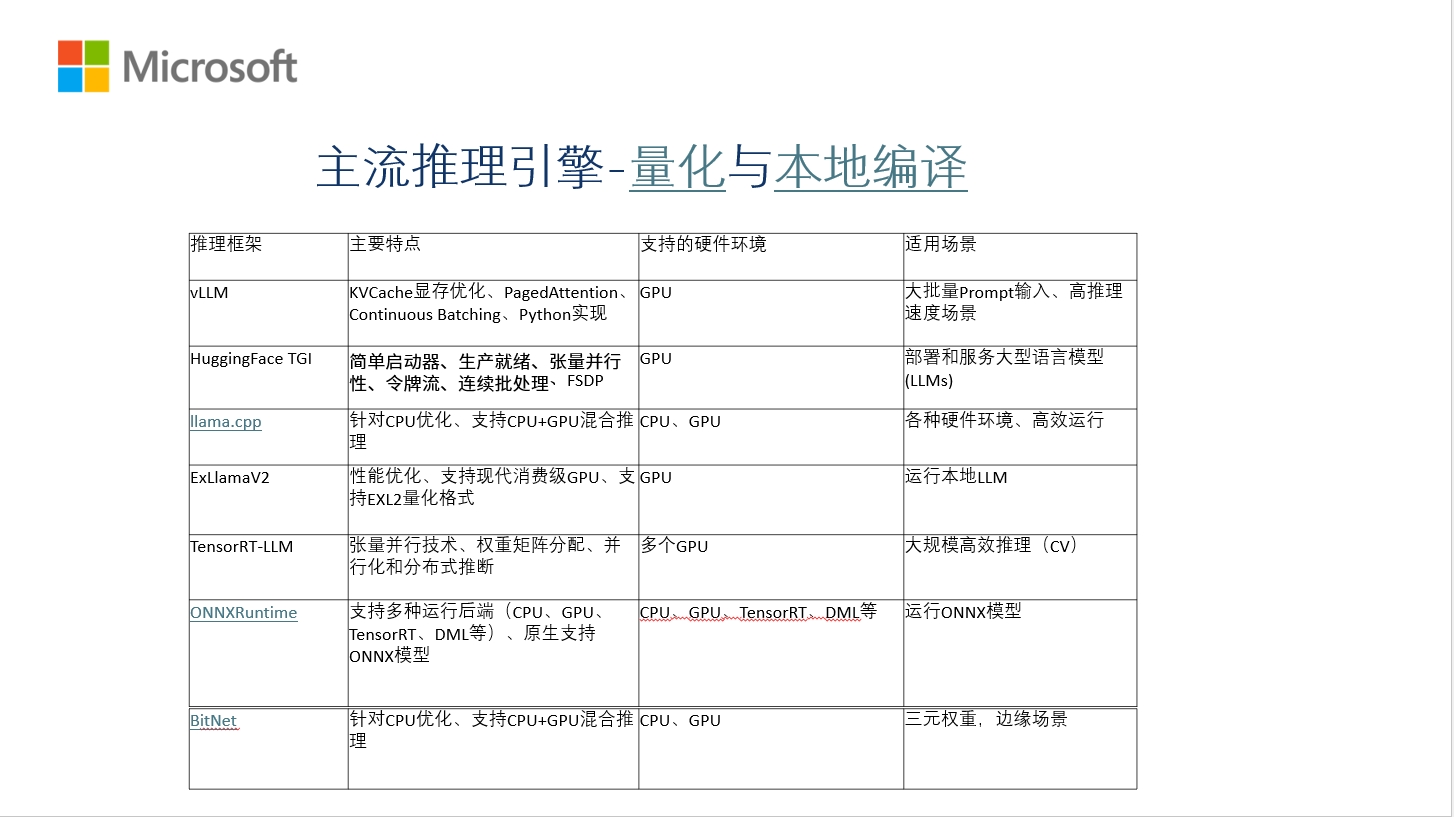 Microsoft
主流推理引擎-量化与本地编译
推理框架
主要特点
支持的硬件环境
适用场景
vLLM
KVCache显存优化、PagedAttention、
Continuous Batching、Python实现
GPU
大批量Prompt输入、高推理
速度场景
HuggingFace TGI
简单启动器、生产就绪、张量并行
性、令牌流、连续批处理、FSDP
GPU
部署和服务大型语言模型
(LLMs)
llama.cpp
针对CPU优化、支持CPU+GPU混合推
理
CPU、GPU
各种硬件环境、高效运行
ExLlamaV2
性能优化、支持现代消费级GPU、支
持EXL2量化格式
GPU
运行本地LLM
TensorRT-LLM
张量并行技术、权重矩阵分配、并
行化和分布式推断
多个GPU
大规模高效推理（CV）
ONNXRuntime
支持多种运行后端（CPU、GPU、
TensorRT、DML等）、原生支持
ONNX模型
CPU、GPU、TensorRT、DML等
运行ONNX模型
BitNet
针对CPU优化、支持CPU+GPU混合推
理
CPU、GPU
三元权重，边缘场景